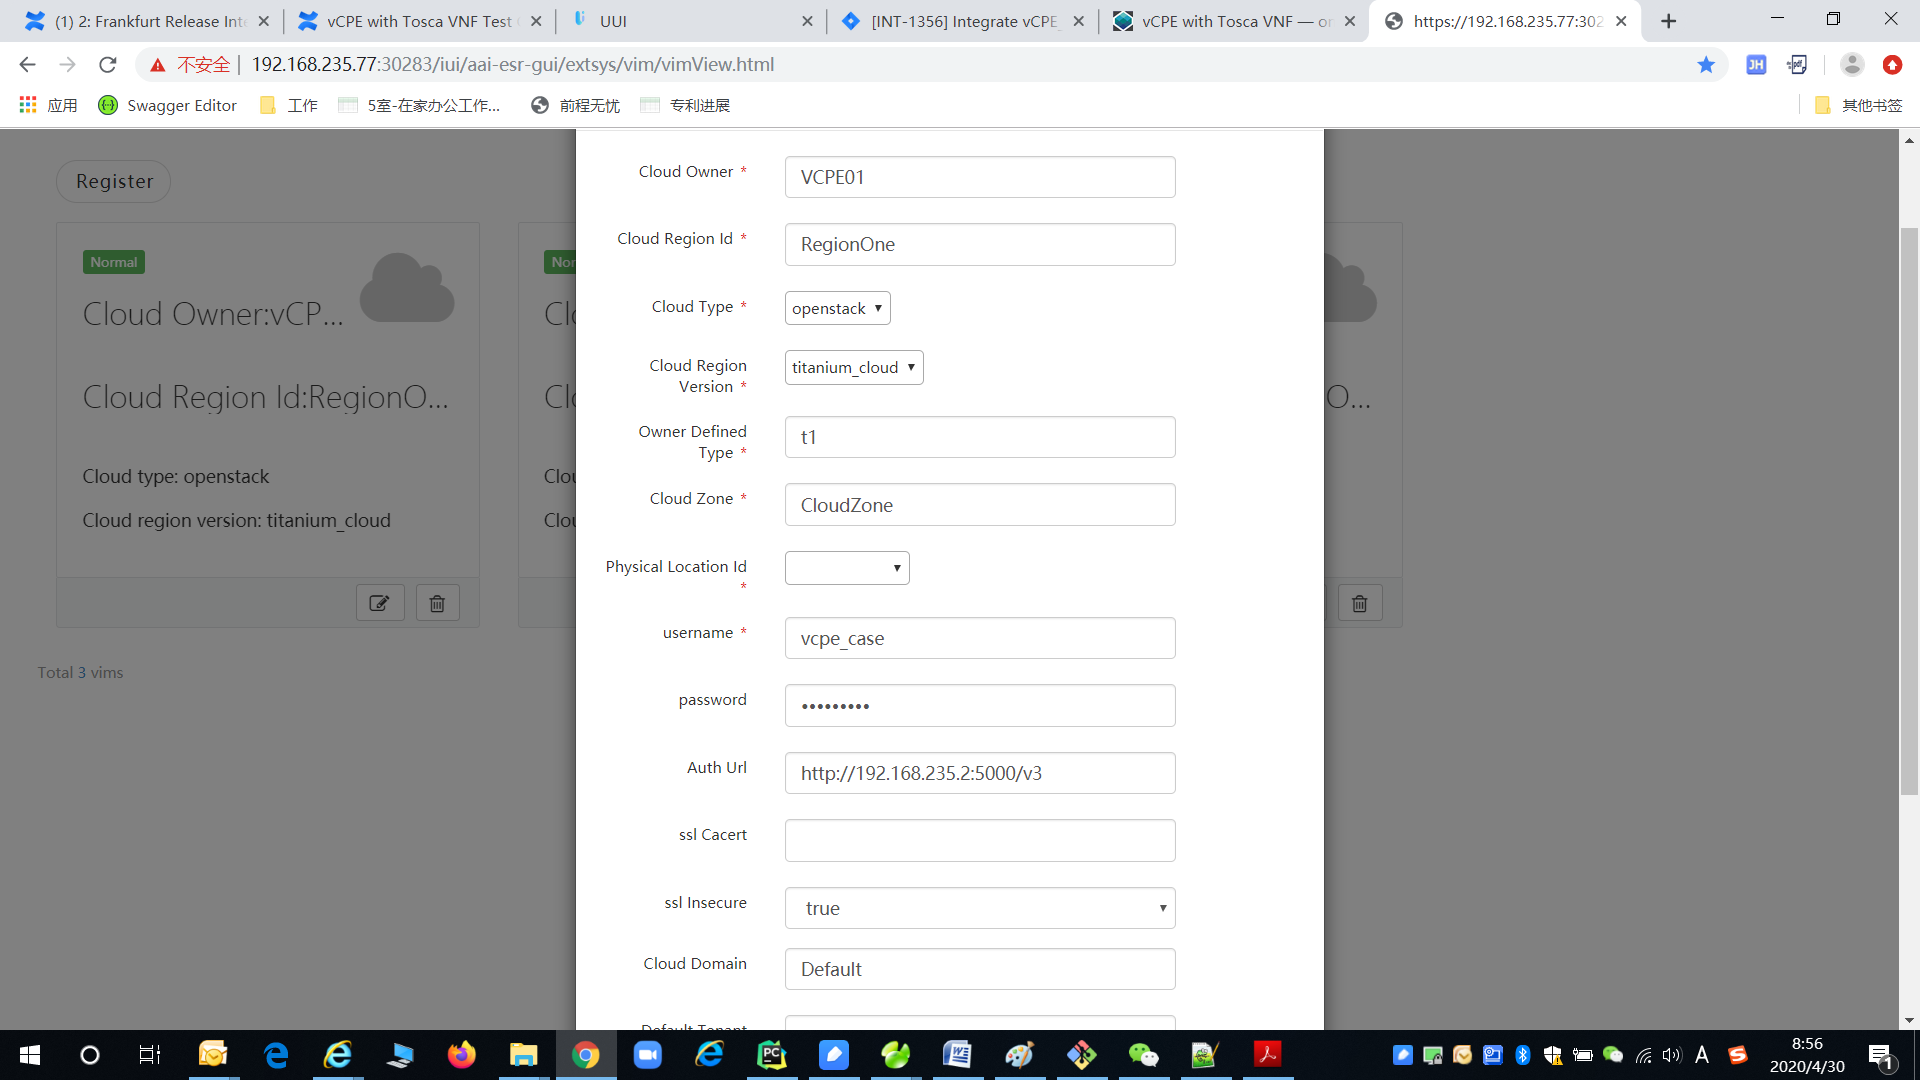 (1) 2: Frankfurt Release Inte
vCPE with Tosca VNF Test
UUI
[INT-1356] Integrate vCPE_
vCPE with Tosca VNF — on
https://192.168.235.77:302
不安全
192.168.235.77:30283/iui/aai-esr-gui/extsys/vim/vimView.html
应用
Swagger Editor
工作
5室-在家办公工作...
前程无忧
专利进展
其他书签
Register
Normal
Cloud Owner:vCP...
Cloud Region Id:RegionO...
Cloud type: openstack
Cloud region version: titanium_cloud
Nor
Clo
Clo
Clou
Clou
O...
Total 3 vims
Cloud Owner *
VCPE01
Cloud Region Id *
RegionOne
Cloud Type *
openstack
Cloud Region
Version *
titanium_cloud
Owner Defined
Type *
t1
Cloud Zone *
CloudZone
Physical Location Id
*
username *
vcpe_case
password
•••••••••
Auth Url
http://192.168.235.2:5000/v3
ssl Cacert
ssl Insecure
true
Cloud Domain
Default
Default Tenant
8:56
2020/4/30
1